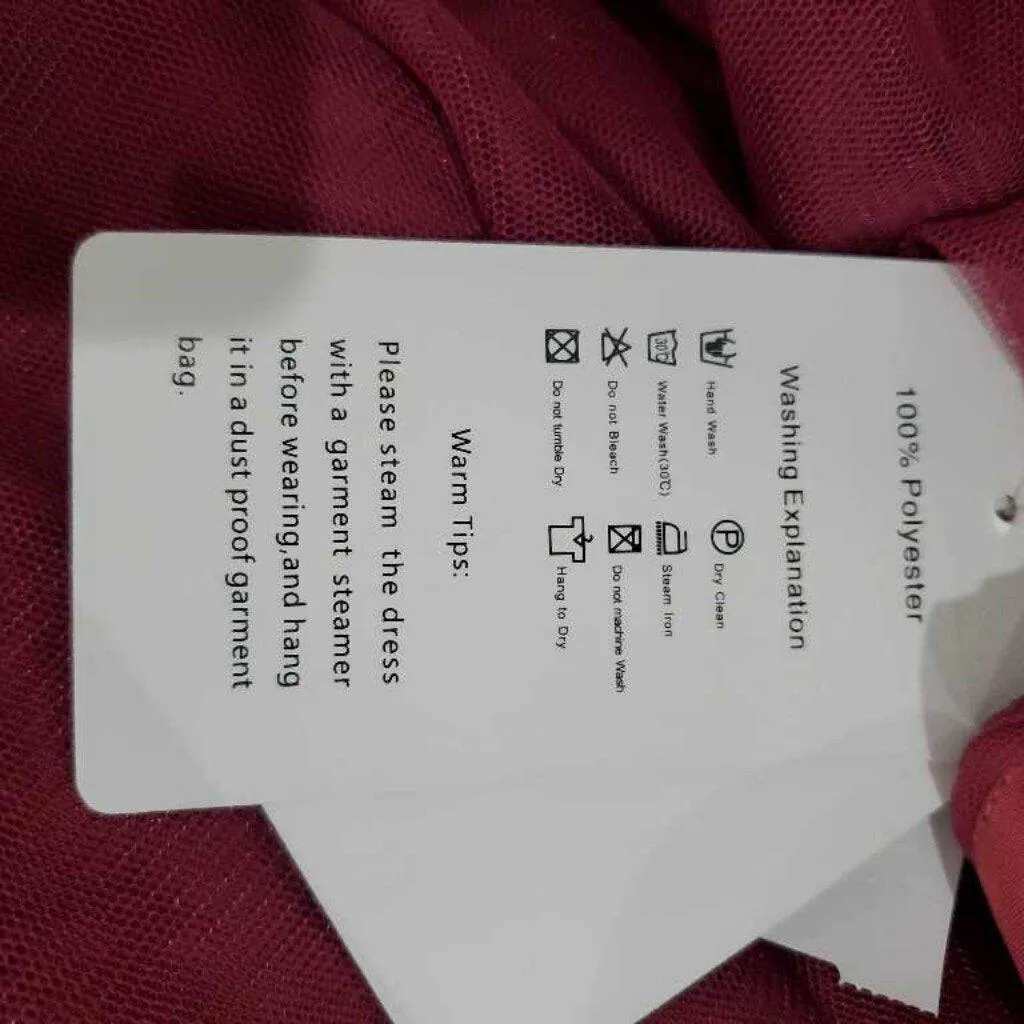 100% Polyester
Washing Explanation
Hand Wash
P Dry Clean
30℃ Water Wash(30℃)
Steam Iron
Do not Bleach
Do not machine Wash
Do not tumble Dry
Hang to Dry
Warm Tips:
Please steam the dress
with a garment steamer
before wearing,and hang
it in a dust proof garment
bag.